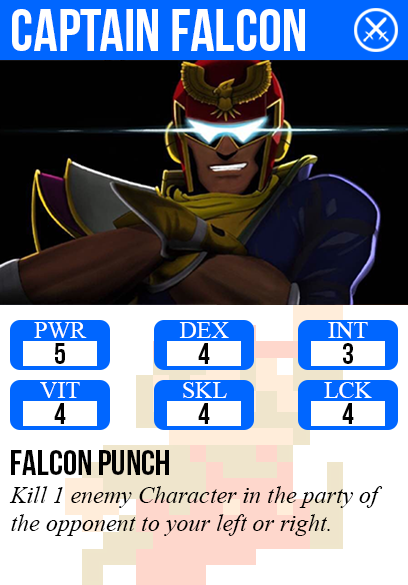 CAPTAIN FALCON
PWR DEX INT
5 4 3
VIT SKL LCK
4 4 4
FALCON PUNCH
Kill 1 enemy Character in the party of
the opponent to your left or right.